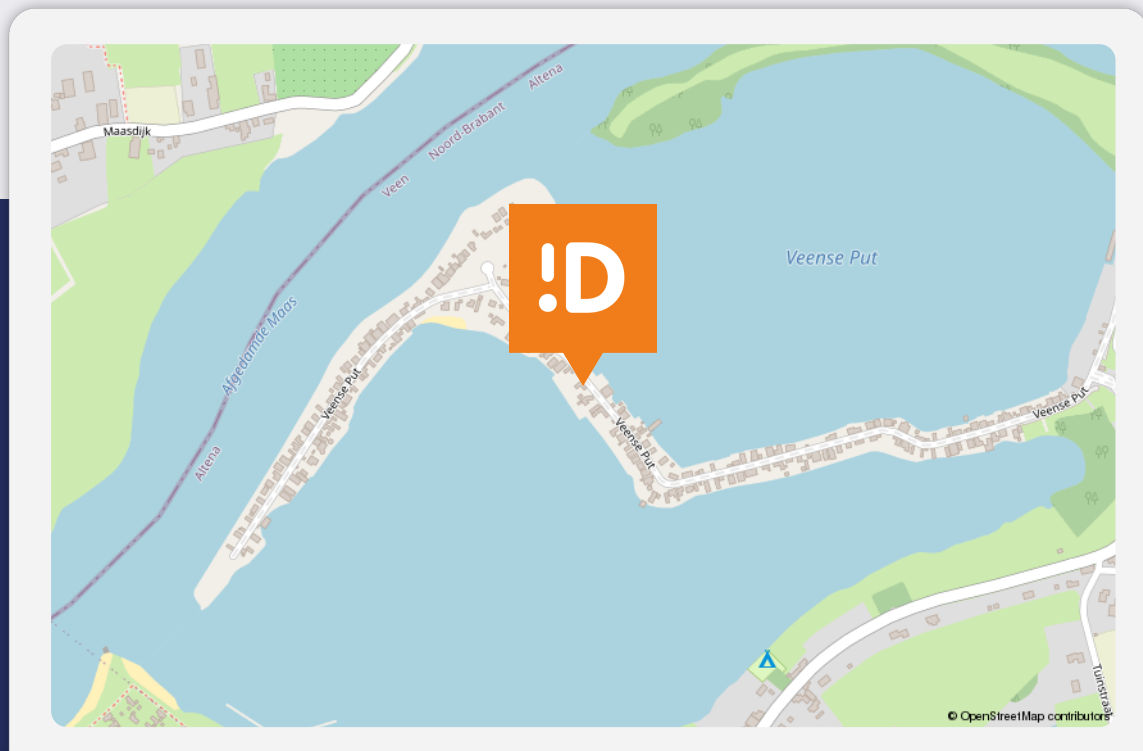 Altena
Maasdijk
Noord-Brabant
Veen
Veense Put
!D
Afgedamde Maas
Veense Put
Veense Put
Veense Put
Altena
Tuinstraat
© OpenStreetMap contributors